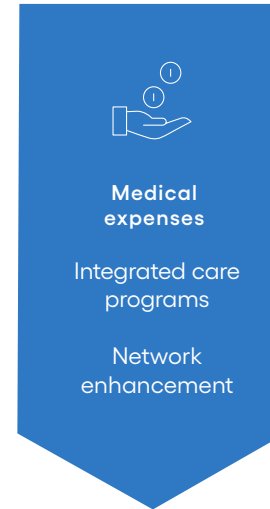 Medical
expenses
Integrated care
programs
Network
enhancement